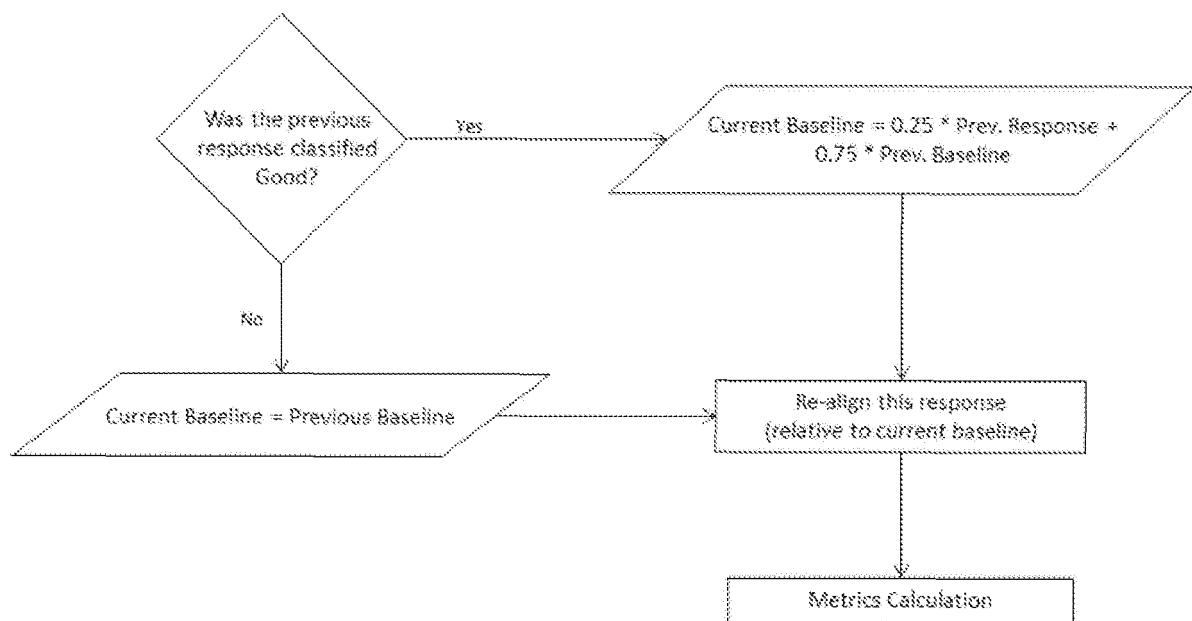 Was the previous
response classified
Good?
Yes
Current Baseline = 0.25 * Prev. Response +
0.75 * Prev. Baseline
No
Current Baseline = Previous Baseline
Re-align this response
(relative to current baseline)
Metrics Calculation